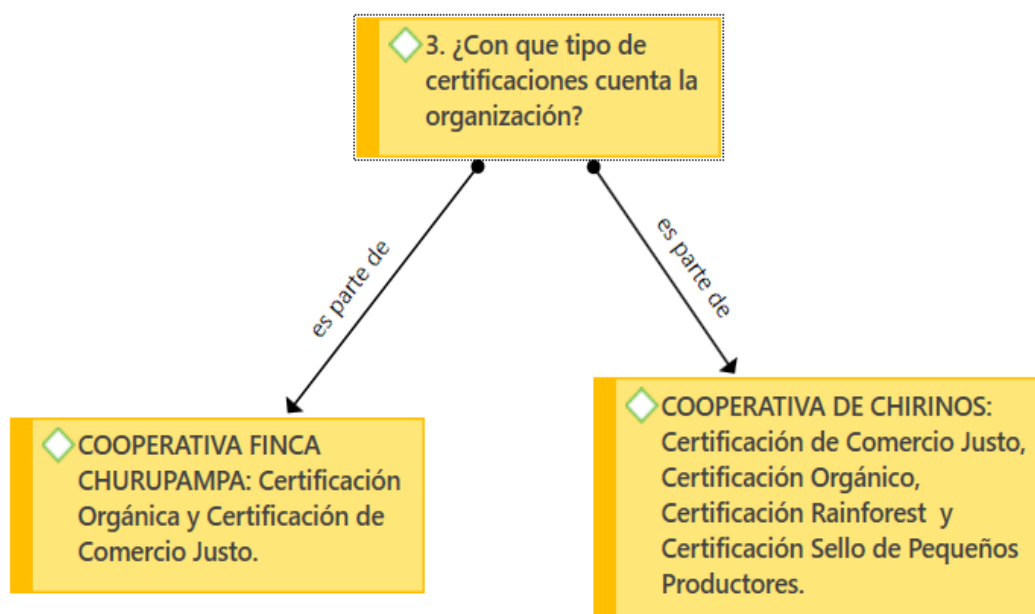 3. ¿Con que tipo de
certificaciones cuenta la
organización?
es parte de
es parte de
COOPERATIVA FINCA
CHURUPAMPA: Certificación
Orgánica y Certificación de
Comercio Justo.
COOPERATIVA DE CHIRINOS:
Certificación de Comercio Justo,
Certificación Orgánico,
Certificación Rainforest y
Certificación Sello de Pequeños
Productores.